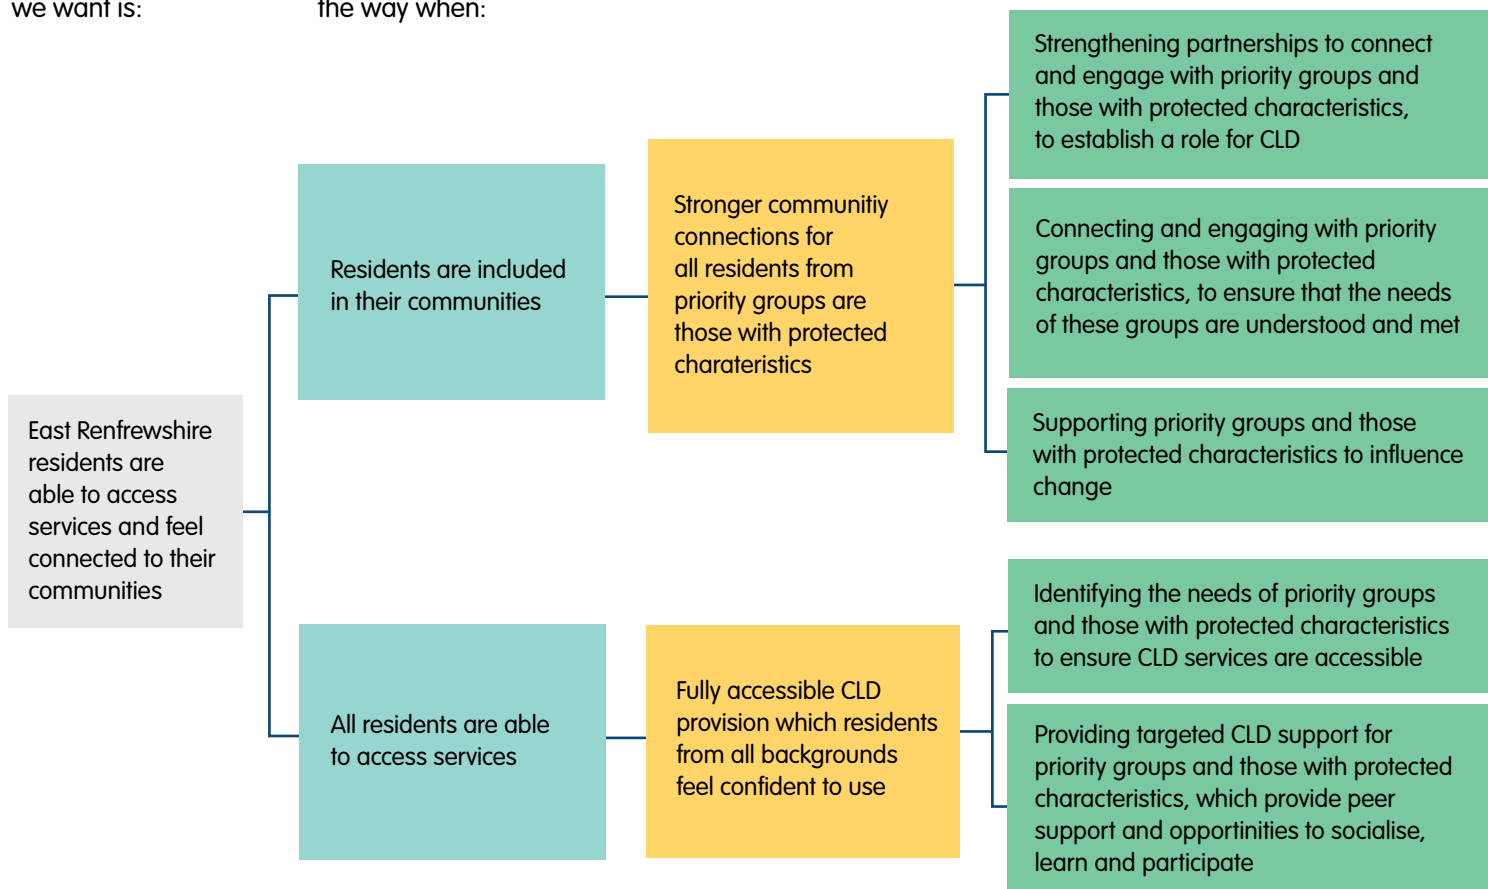 we want is:
the way when:
East Renfrewshire
residents are
able to access
services and feel
connected to their
communities
Residents are included
in their communities
Stronger communitiy
connections for
all residents from
priority groups are
those with protected
charateristics
Strengthening partnerships to connect
and engage with priority groups and
those with protected characteristics,
to establish a role for CLD
Connecting and engaging with priority
groups and those with protected
characteristics, to ensure that the needs
of these groups are understood and met
Supporting priority groups and those
with protected characteristics to influence
change
All residents are able
to access services
Fully accessible CLD
provision which residents
from all backgrounds
feel confident to use
Identifying the needs of priority groups
and those with protected characteristics
to ensure CLD services are accessible
Providing targeted CLD support for
priority groups and those with protected
characteristics, which provide peer
support and opportinities to socialise,
learn and participate